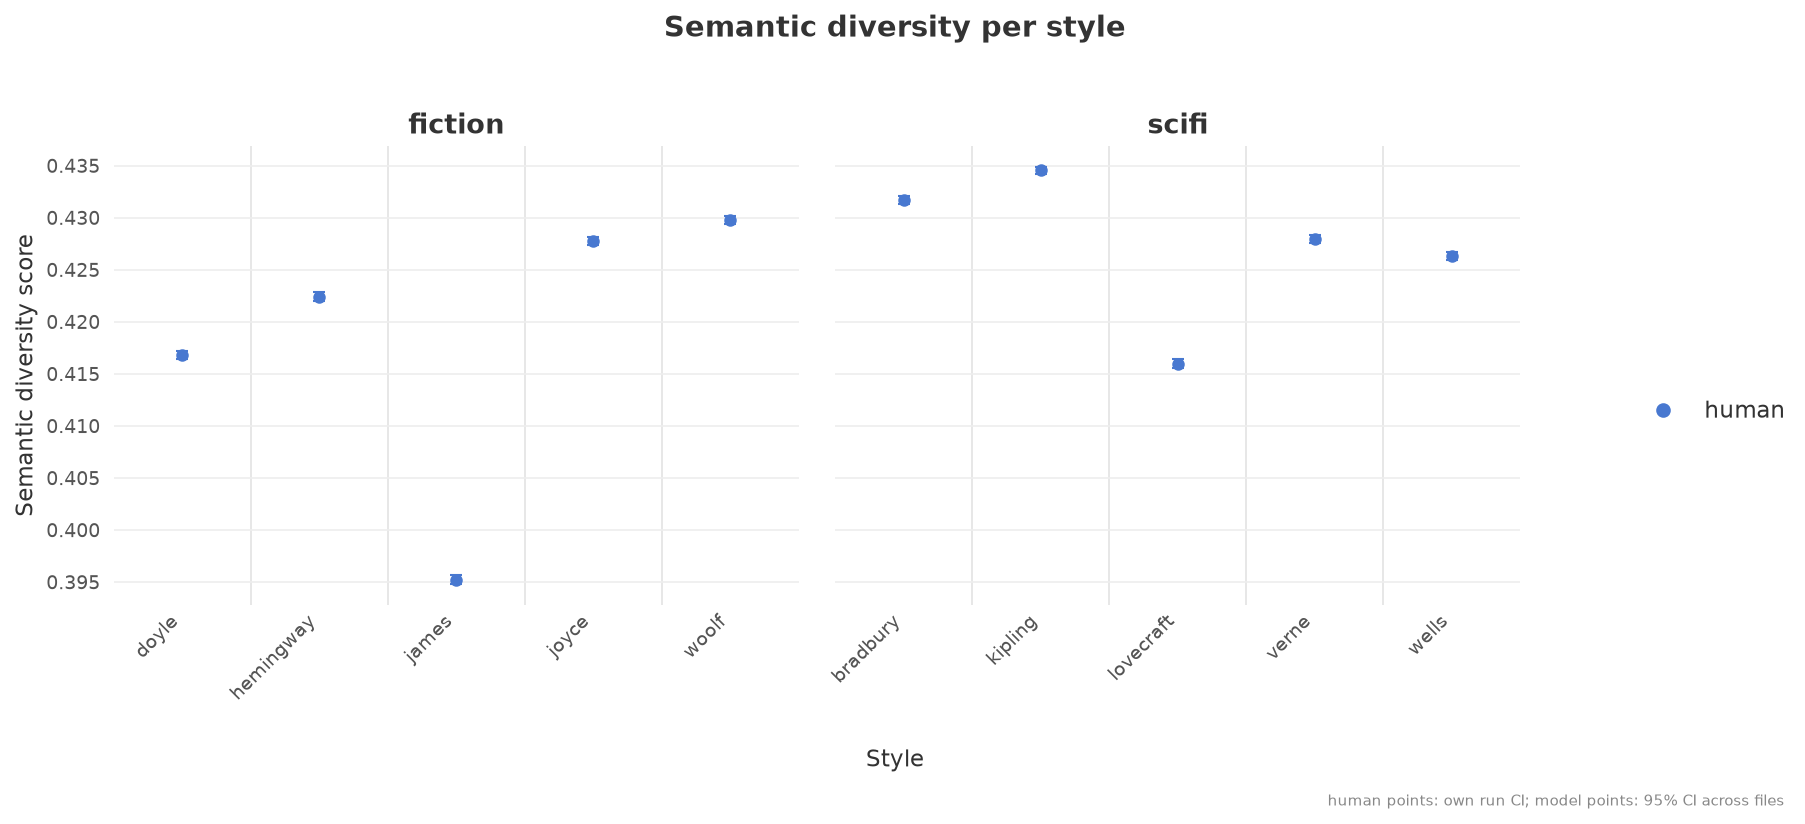 Semantic diversity per style
fiction
scifi
Semantic diversity score
0.435
0.430
0.425
0.420
0.415
0.410
0.405
0.400
0.395
doyle
hemingway
james
joyce
woolf
bradbury
kipling
lovecraft
verne
wells
human
Style
human points: own run CI; model points: 95% CI across files